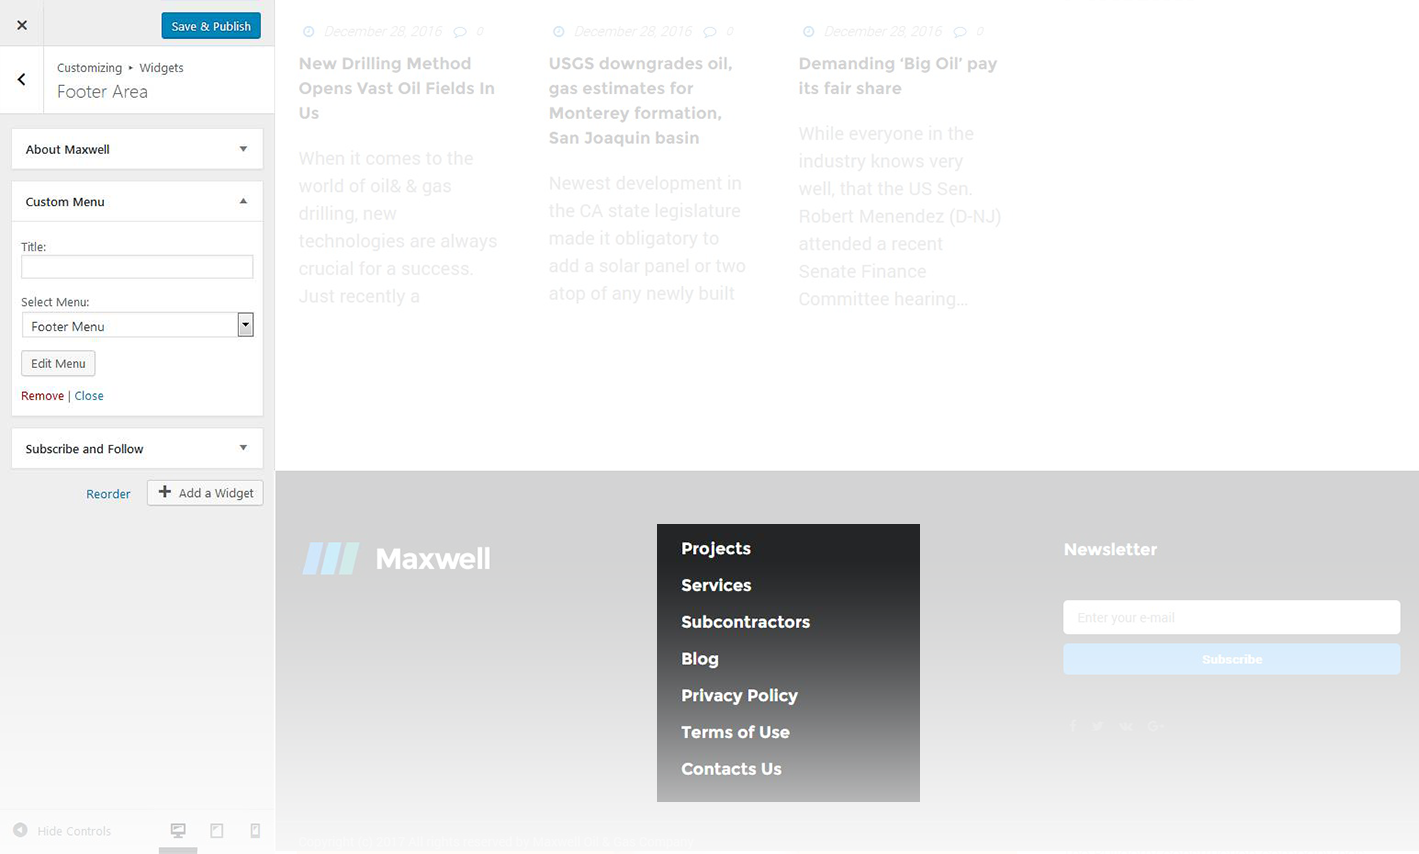 Save & Publish
Customizing ▸ Widgets
Footer Area
About Maxwell
Custom Menu
Title:
Select Menu:
Footer Menu
Edit Menu
Remove | Close
Subscribe and Follow
Reorder
Add a Widget
Hide Controls
December 28, 2016 0
New Drilling Method
Opens Vast Oil Fields In
Us
When it comes to the
world of oil& & gas
drilling, new
technologies are always
crucial for a success.
Just recently a
December 28, 2016 0
USGS downgrades oil,
gas estimates for
Monterey formation,
San Joaquin basin
Newest development in
the CA state legislature
made it obligatory to
add a solar panel or two
atop of any newly built
December 28, 2016 0
Demanding ‘Big Oil’ pay
its fair share
While everyone in the
industry knows very
well, that the US Sen.
Robert Menendez (D-NJ)
attended a recent
Senate Finance
Committee hearing...
Maxwell
Projects
Services
Subcontractors
Blog
Privacy Policy
Terms of Use
Contacts Us
Newsletter
Enter your e-mail
Subscribe